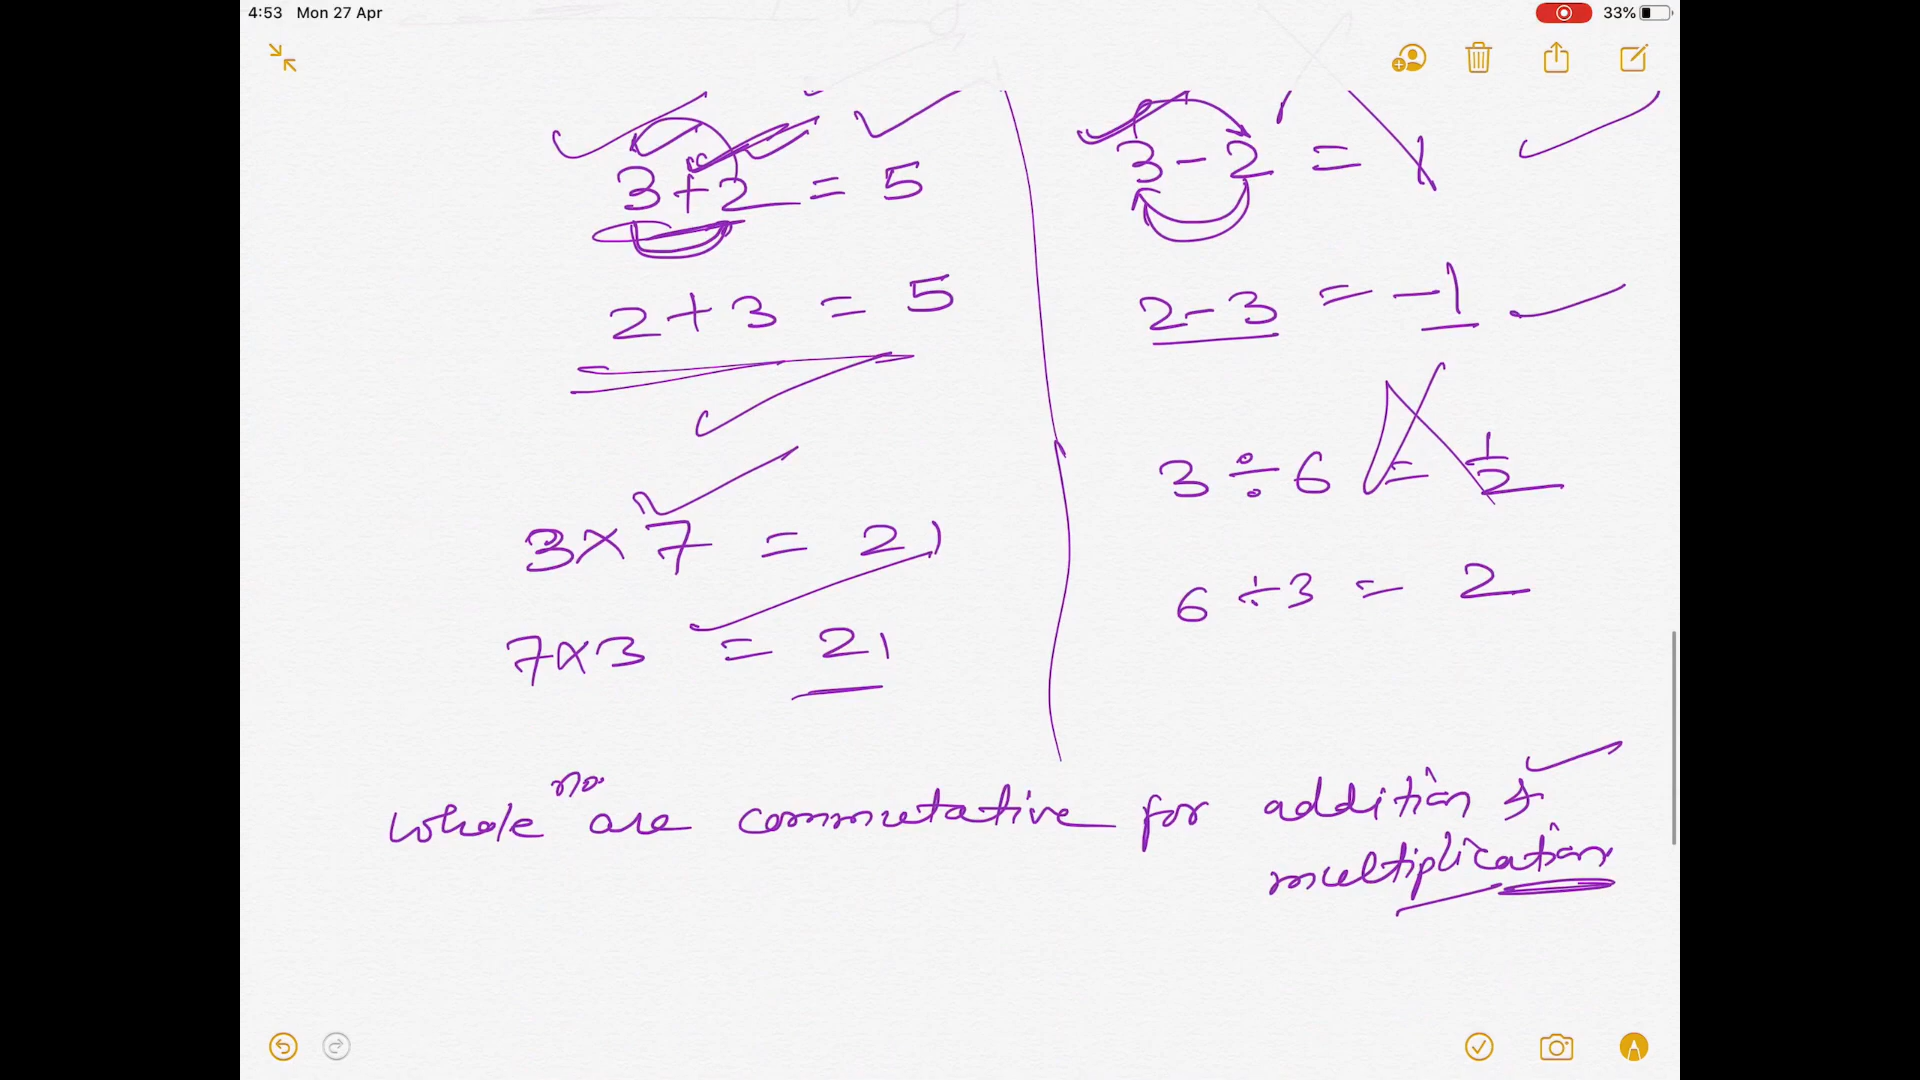 4:53 Mon 27 Apr
33%
3+2 = 5
2+3 = 5
3×7 = 21
7×3 = 21
3-2 = 1
2-3 = -1
3÷6 = 1/2
6÷3 = 2
whole no are commutative for addition &
multiplication